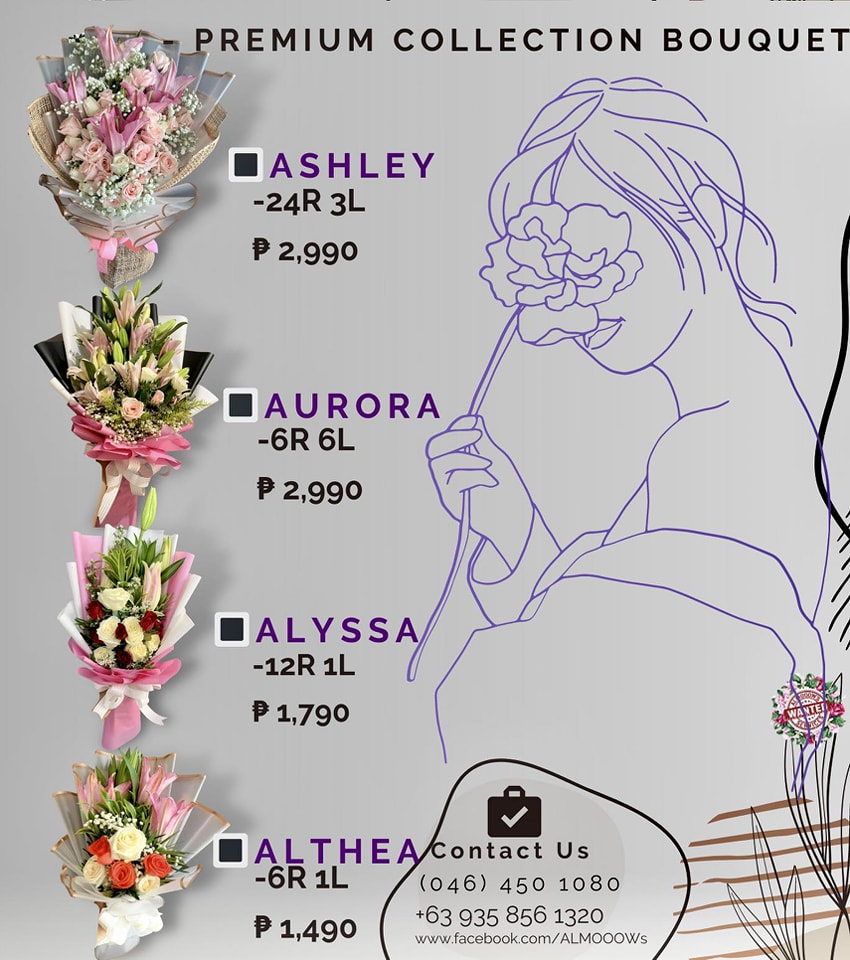 PREMIUM COLLECTION BOUQUET
ASHLEY
-24R 3L
₱ 2,990
AURORA
-6R 6L
₱ 2,990
ALYSSA
-12R 1L
₱ 1,790
WANTED
ALTHEA
-6R 1L
₱ 1,490
Contact Us
(046) 450 1080
+63 935 856 1320
www.facebook.com/ALMOOOWs